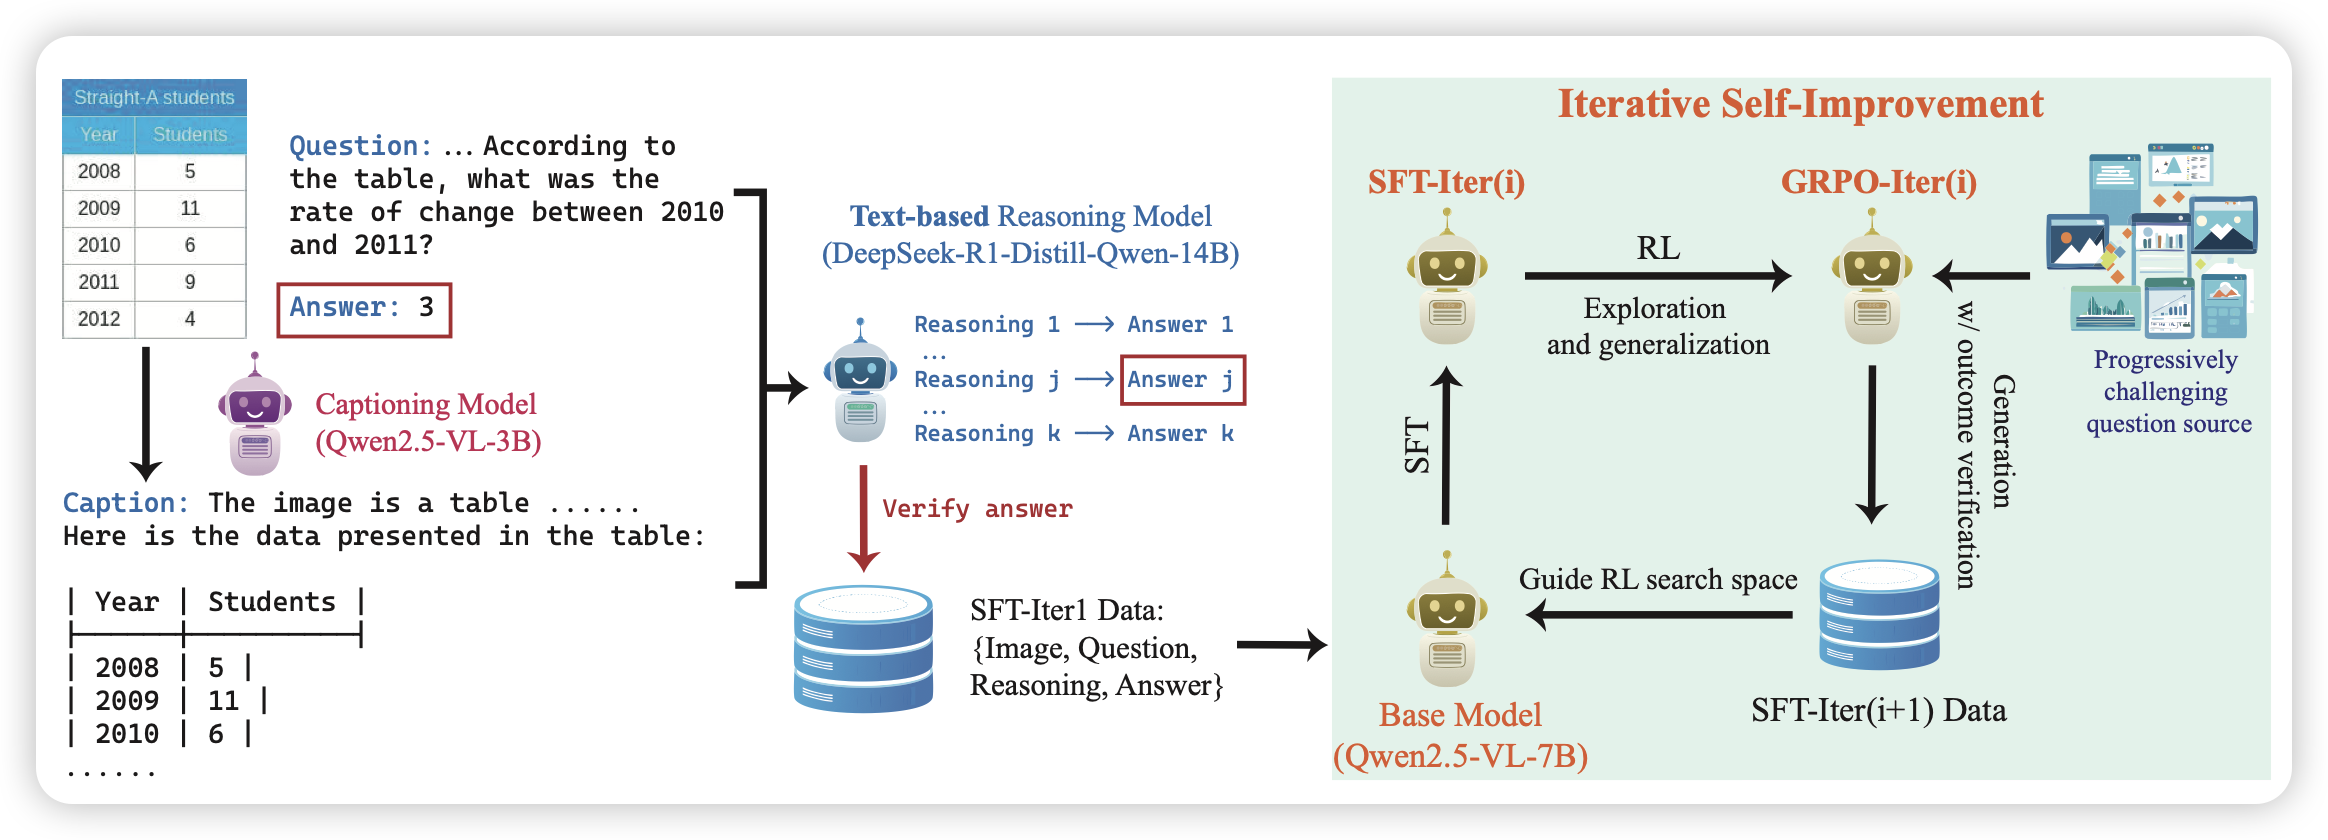 Straight-A students
Year Students
2008 5
2009 11
2010 6
2011 9
2012 4
Question: ... According to
the table, what was the
rate of change between 2010
and 2011?
Answer: 3
Captioning Model
(Qwen2.5-VL-3B)
Caption: The image is a table ......
Here is the data presented in the table:
| Year | Students |
| 2008 | 5 |
| 2009 | 11 |
| 2010 | 6 |
......
Text-based Reasoning Model
(DeepSeek-R1-Distill-Qwen-14B)
Reasoning 1 → Answer 1
...
Reasoning j → Answer j
...
Reasoning k → Answer k
Verify answer
SFT-Iter1 Data:
{Image, Question,
Reasoning, Answer}
Iterative Self-Improvement
SFT-Iter(i)
RL
Exploration
and generalization
GRPO-Iter(i)
Progressively
challenging
question source
Generation
w/ outcome verification
SFT
Guide RL search space
Base Model
(Qwen2.5-VL-7B)
SFT-Iter(i+1) Data